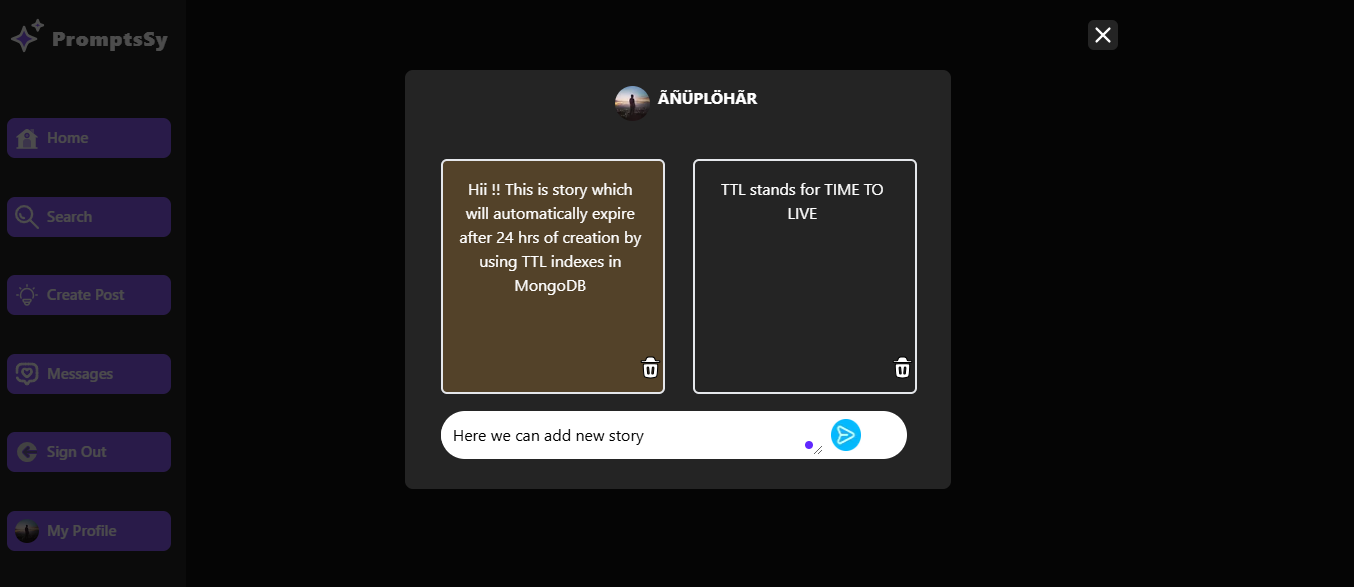 PromptsSy
Home
Search
Create Post
Messages
Sign Out
My Profile
ÃÑÜPLÖHÃR
Hii !! This is story which
will automatically expire
after 24 hrs of creation by
using TTL indexes in
MongoDB
TTL stands for TIME TO
LIVE
Here we can add new story